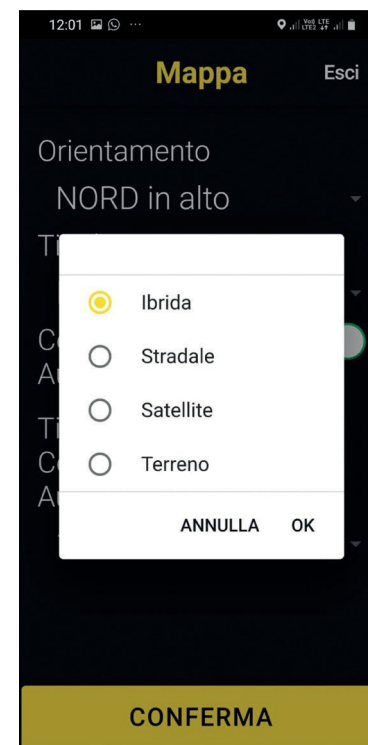 12:01
Mappa Esci
Orientamento
NORD in alto
Ibrida
Stradale
Satellite
Terreno
ANNULLA OK
CONFERMA